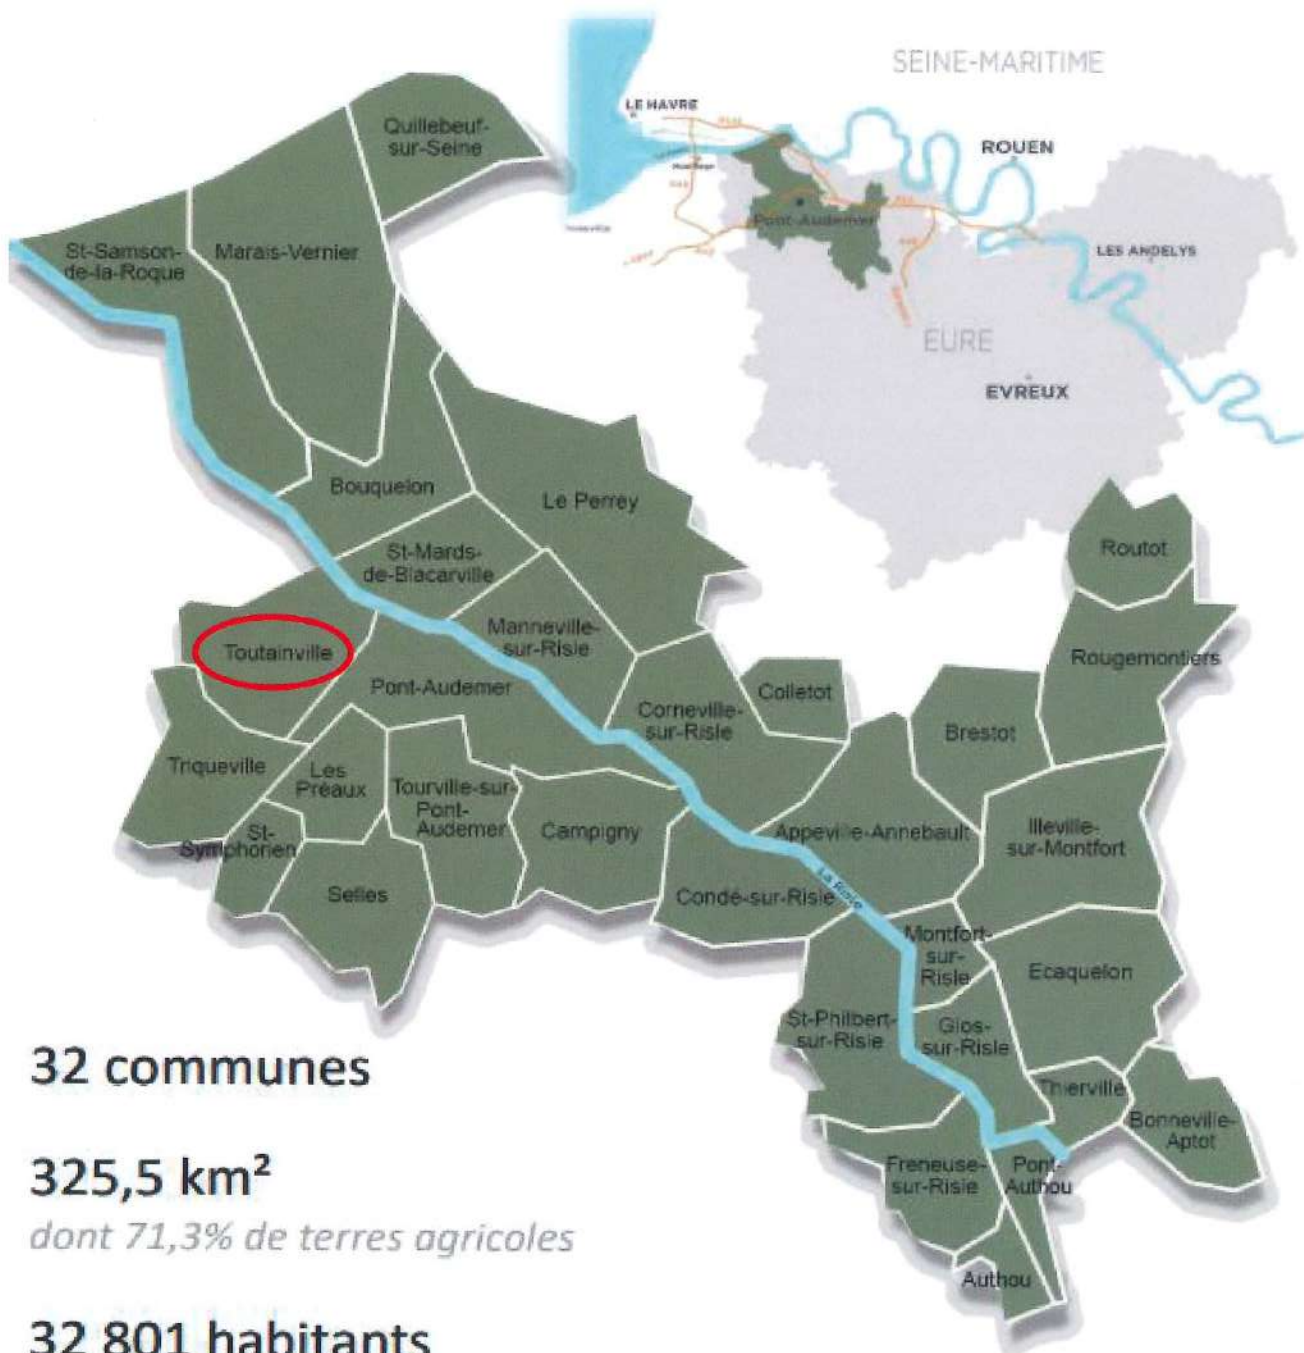 SEINE-MARITIME
LE HAVRE
ROUEN
Pont-Audemer
LES ANDELYS
EURE
EVREUX
Quillebeuf-
sur-Seine
St-Samson-
de-la-Roque
Marais-Vernier
Bouquelon
Le Perrey
St-Mards-
de-Blacarville
Routot
Toutainville
Manneville-
sur-Risle
Rougemontiers
Pont-Audemer
Colletot
Corneville-
sur-Risle
Brestot
Triqueville
Les
Préaux
Tourville-sur-
Pont-
Audemer
Campigny
Appeville-Annebault
Illeville-
sur-Montfort
St-
Symphorien
Selles
Condé-sur-Risle
La Risle
Montfort-
sur-
Risle
Ecaquelon
St-Philbert-
sur-Risle
Glos-
sur-Risle
Thierville
Bonneville-
Aptot
Freneuse-
sur-Risle
Pont-
Authou
Authou
32 communes
325,5 km²
dont 71,3% de terres agricoles
32 801 habitants